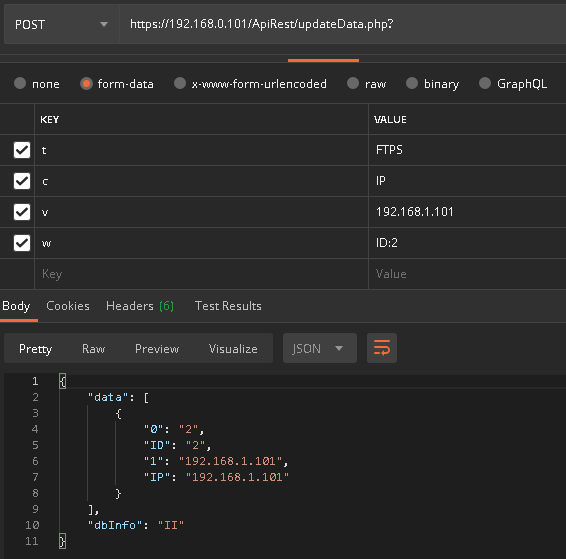 POST https://192.168.0.101/ApiRest/updateData.php?
none form-data x-www-form-urlencoded raw binary GraphQL
KEY VALUE
t FTPS
c IP
v 192.168.1.101
w ID:2
Key Value
Body Cookies Headers (6) Test Results
Pretty Raw Preview Visualize JSON
1 {
2 "data": [
3 {
4 "0": "2",
5 "ID": "2",
6 "1": "192.168.1.101",
7 "IP": "192.168.1.101"
8 }
9 ],
10 "dbInfo": "II"
11 }